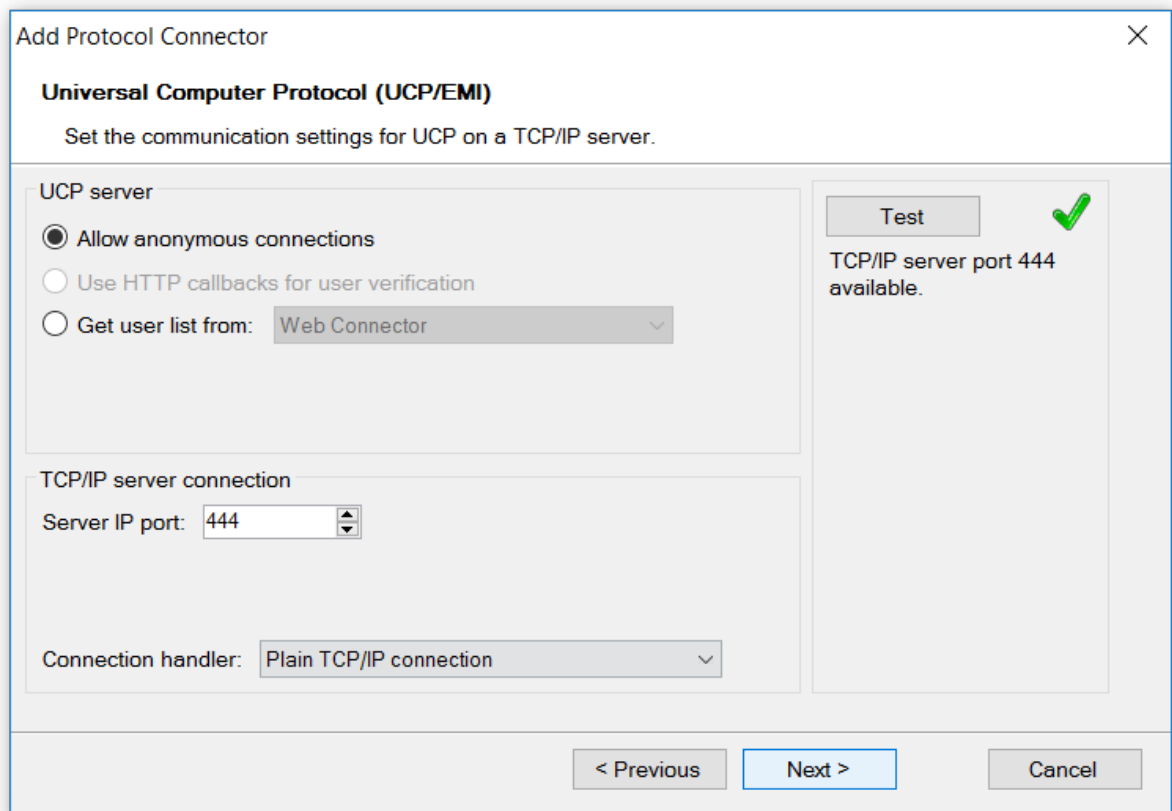 Add Protocol Connector
Universal Computer Protocol (UCP/EMI)
Set the communication settings for UCP on a TCP/IP server.
UCP server
Allow anonymous connections
Use HTTP callbacks for user verification
Get user list from: Web Connector
Test
TCP/IP server port 444
available.
TCP/IP server connection
Server IP port: 444
Connection handler: Plain TCP/IP connection
< Previous Next > Cancel